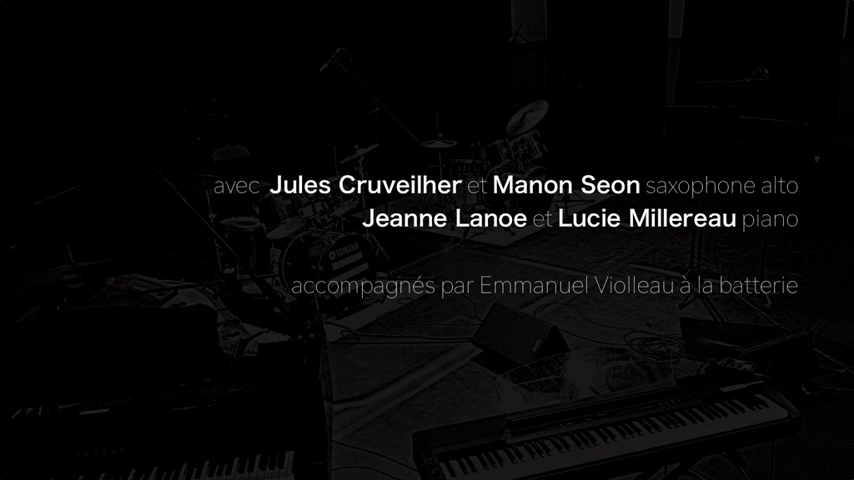 avec Jules Cruveilher et Manon Seon saxophone alto
Jeanne Lanoe et Lucie Millereau piano
accompagnés par Emmanuel Violleau à la batterie
YAMAHA